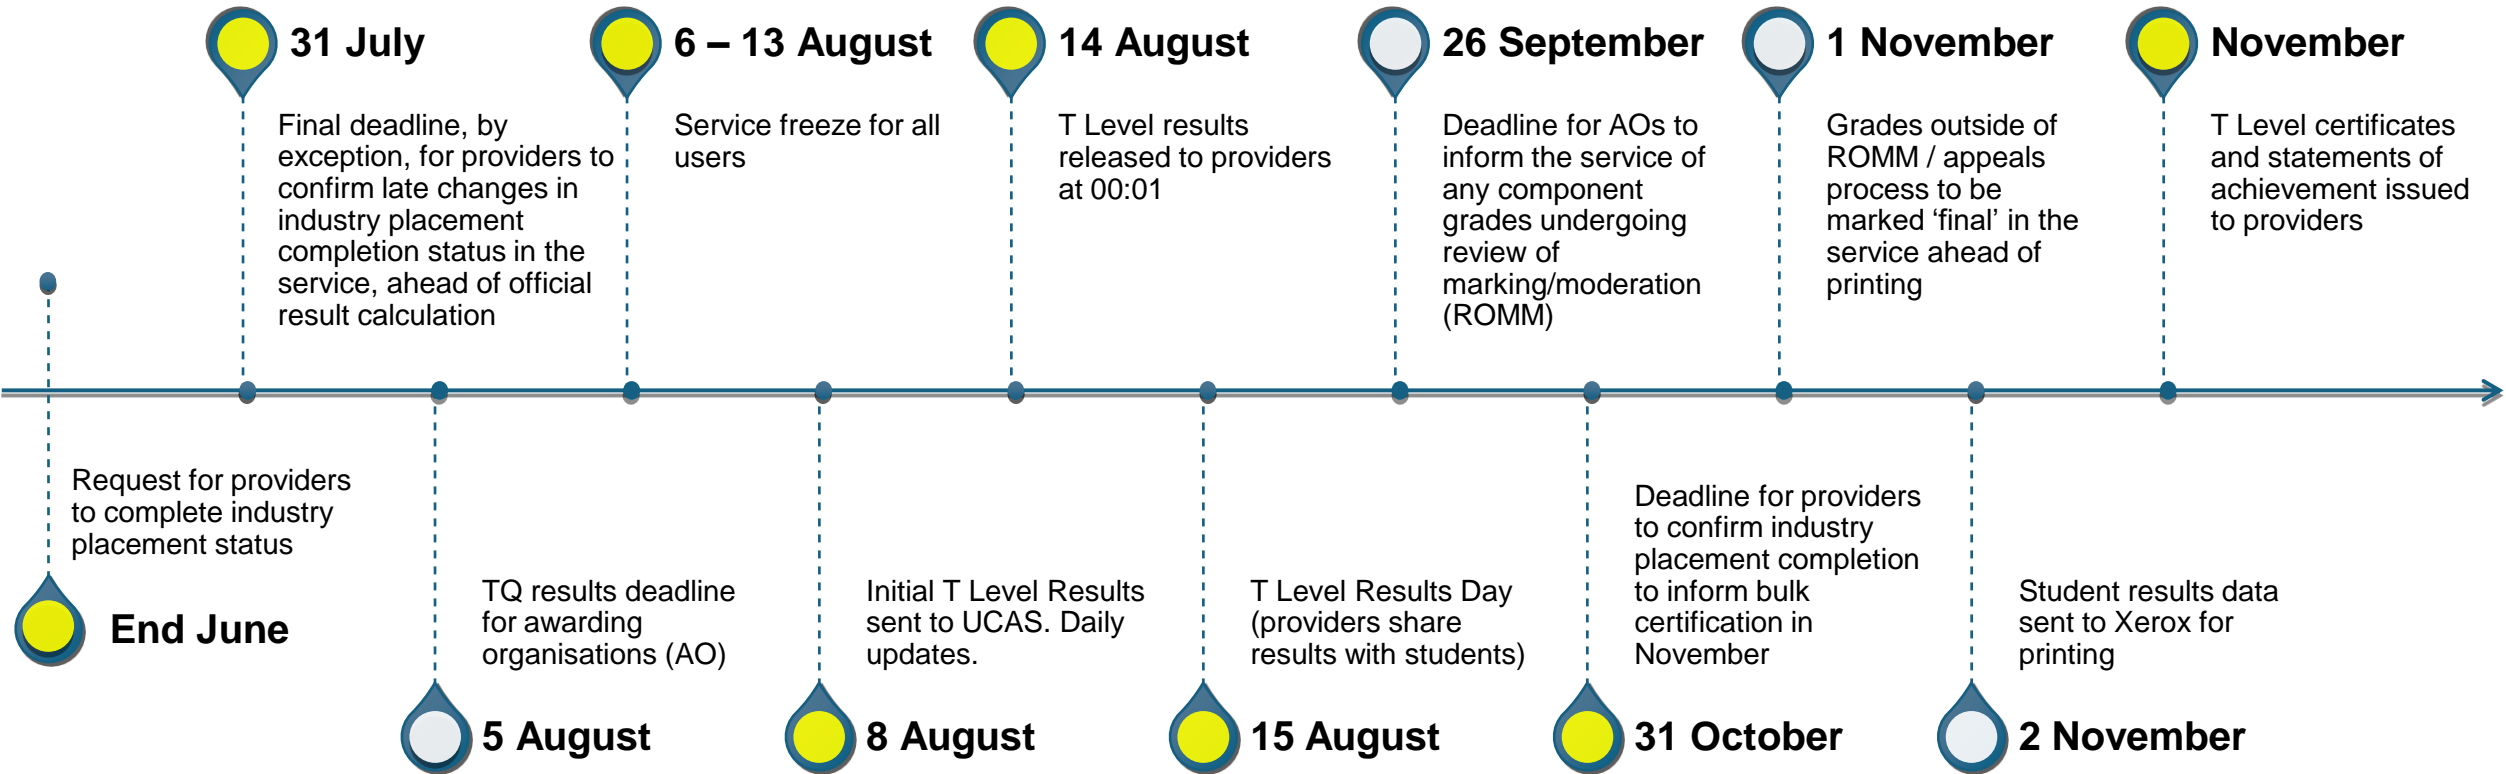 31 July
Final deadline, by
exception, for providers to
confirm late changes in
industry placement
completion status in the
service, ahead of official
result calculation
6 – 13 August
Service freeze for all
users
14 August
T Level results
released to providers
at 00:01
26 September
Deadline for AOs to
inform the service of
any component
grades undergoing
review of
marking/moderation
(ROMM)
1 November
Grades outside of
ROMM / appeals
process to be
marked ‘final’ in the
service ahead of
printing
November
T Level certificates
and statements of
achievement issued
to providers
Request for providers
to complete industry
placement status
End June
TQ results deadline
for awarding
organisations (AO)
5 August
Initial T Level Results
sent to UCAS. Daily
updates.
8 August
T Level Results Day
(providers share
results with students)
15 August
Deadline for providers
to confirm industry
placement completion
to inform bulk
certification in
November
31 October
Student results data
sent to Xerox for
printing
2 November